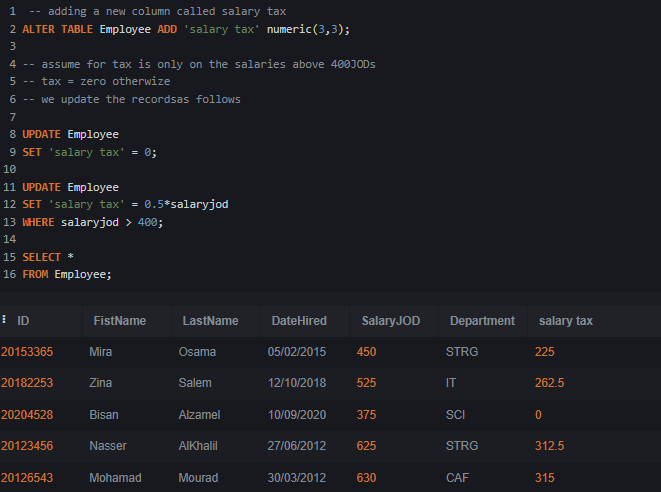 1 -- adding a new column called salary tax
2 ALTER TABLE Employee ADD 'salary tax' numeric(3,3);
3
4 -- assume for tax is only on the salaries above 400JODs
5 -- tax = zero otherwize
6 -- we update the recordsas follows
7
8 UPDATE Employee
9 SET 'salary tax' = 0;
10
11 UPDATE Employee
12 SET 'salary tax' = 0.5*salaryjod
13 WHERE salaryjod > 400;
14
15 SELECT *
16 FROM Employee;
ID FistName LastName DateHired SalaryJOD Department salary tax
20153365 Mira Osama 05/02/2015 450 STRG 225
20182253 Zina Salem 12/10/2018 525 IT 262.5
20204528 Bisan Alzamel 10/09/2020 375 SCI 0
20123456 Nasser AlKhalil 27/06/2012 625 STRG 312.5
20126543 Mohamad Mourad 30/03/2012 630 CAF 315